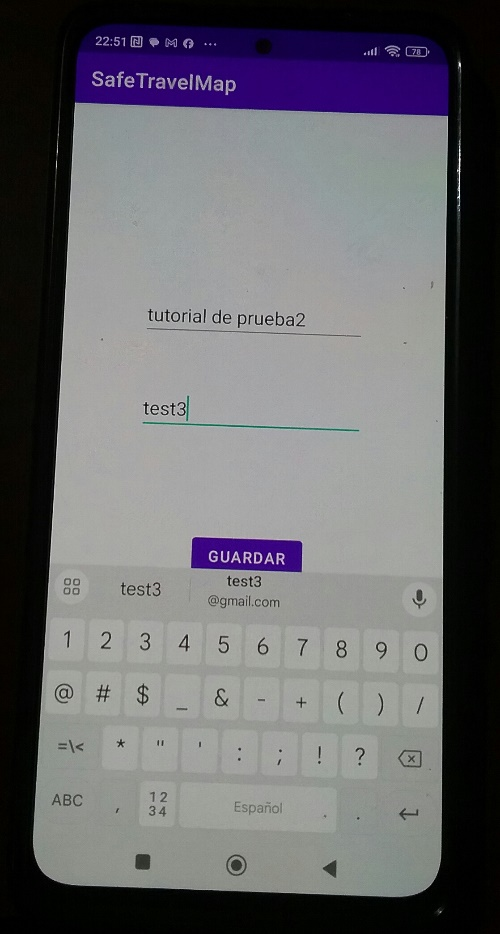 22:51
78
SafeTravelMap
tutorial de prueba2
test3
GUARDAR
test3
test3
@gmail.com
1 2 3 4 5 6 7 8 9 0
@ # $ _ & - + ( ) /
=\< * " ' : ; ! ?
ABC , 12 Español .
34